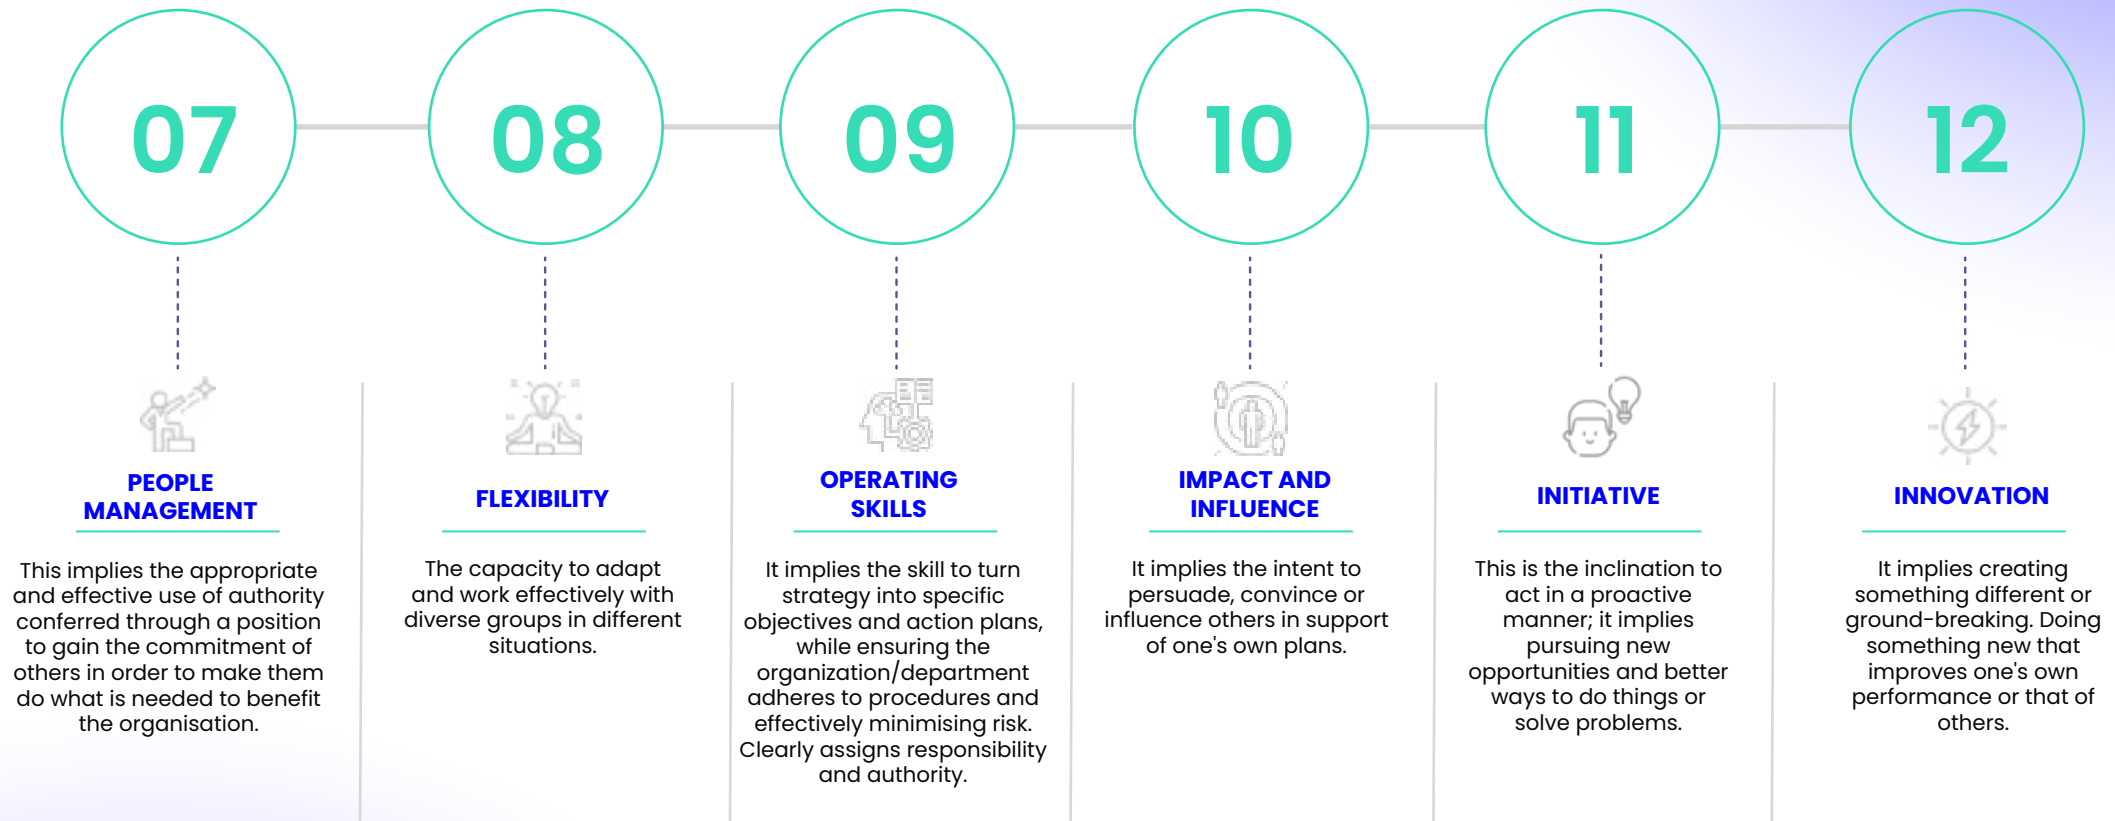 07
08
09
10
11
12
PEOPLE
MANAGEMENT
This implies the appropriate
and effective use of authority
conferred through a position
to gain the commitment of
others in order to make them
do what is needed to benefit
the organisation.
FLEXIBILITY
The capacity to adapt
and work effectively with
diverse groups in different
situations.
OPERATING
SKILLS
It implies the skill to turn
strategy into specific
objectives and action plans,
while ensuring the
organization/department
adheres to procedures and
effectively minimising risk.
Clearly assigns responsibility
and authority.
IMPACT AND
INFLUENCE
It implies the intent to
persuade, convince or
influence others in support
of one's own plans.
INITIATIVE
This is the inclination to
act in a proactive
manner; it implies
pursuing new
opportunities and better
ways to do things or
solve problems.
INNOVATION
It implies creating
something different or
ground-breaking. Doing
something new that
improves one's own
performance or that of
others.